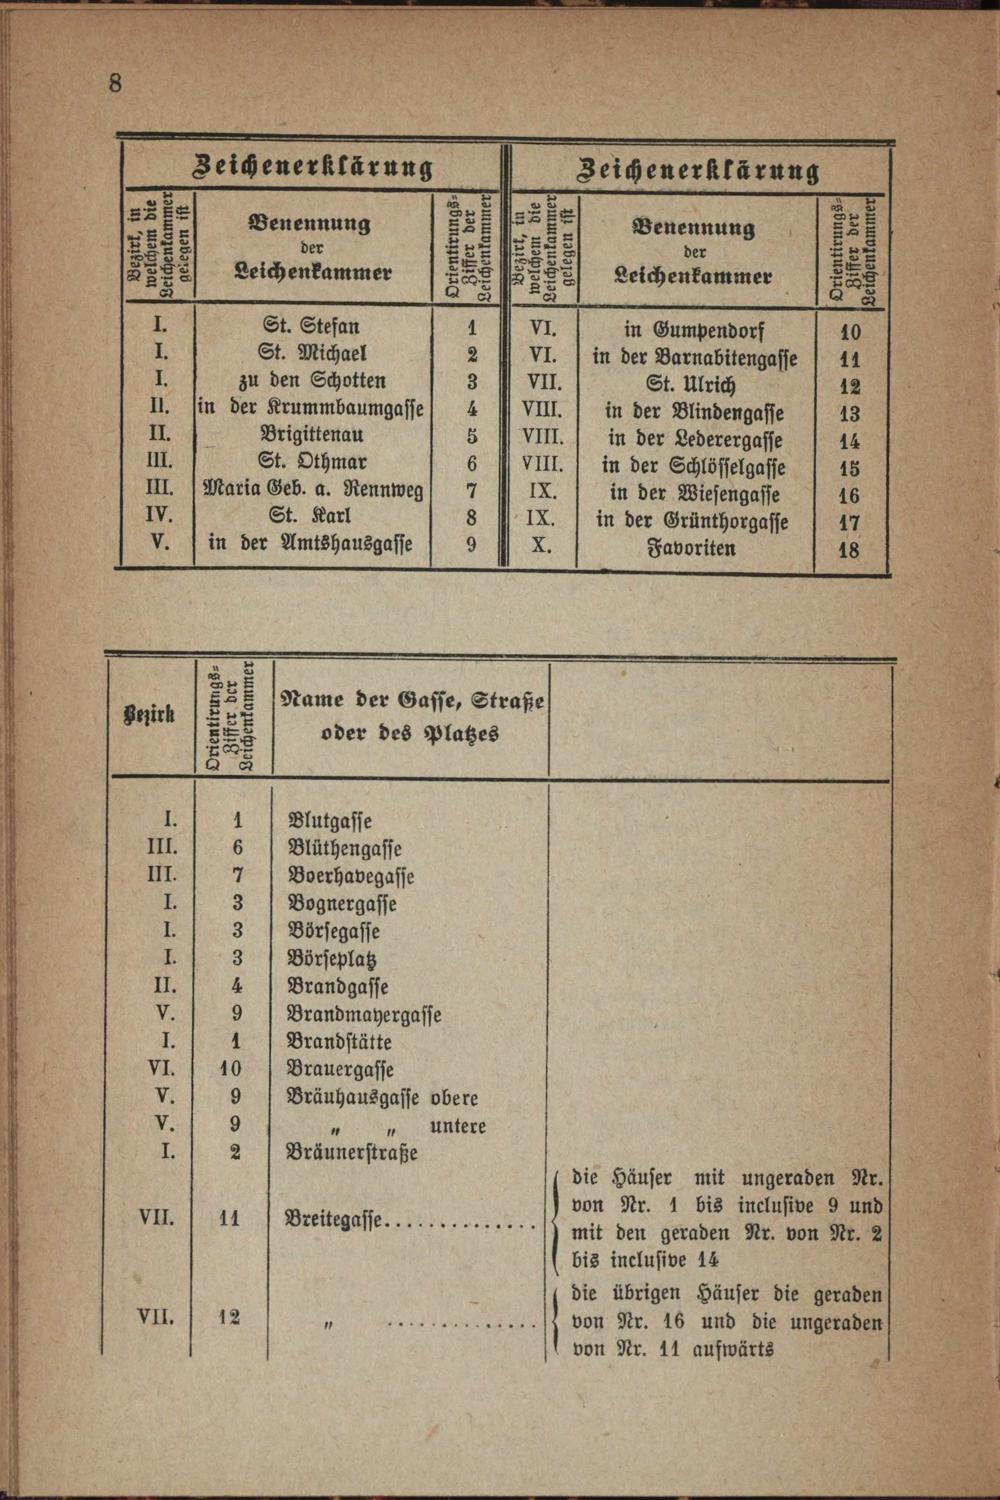 8
Zeichenerklärung
Bezirk, in
welchem die
Leichenkammer
gelegen ist
Benennung
der
Leichenkammer
Orientirungs-
Ziffer der
Leichenkammer
I. St. Stefan 1
I. St. Michael 2
I. zu den Schotten 3
II. in der Krummbaumgasse 4
II. Brigittenau 5
III. St. Othmar 6
III. Maria Geb. a. Rennweg 7
IV. St. Karl 8
V. in der Amtshausgasse 9
Zeichenerklärung
Bezirk, in
welchem die
Leichenkammer
gelegen ist
Benennung
der
Leichenkammer
Orientirungs-
Ziffer der
Leichenkammer
VI. in Gumpendorf 10
VI. in der Barnabitengasse 11
VII. St. Ulrich 12
VIII. in der Blindengasse 13
VIII. in der Lederergasse 14
VIII. in der Schlösselgasse 15
IX. in der Wiesengasse 16
IX. in der Grünthorgasse 17
X. Favoriten 18
Bezirk
Orientirungs-
Ziffer der
Leichenkammer
Name der Gasse, Straße
oder des Platzes
I. 1 Blutgasse
III. 6 Blüthengasse
III. 7 Boerhavegasse
I. 3 Bognergasse
I. 3 Börsegasse
I. 3 Börseplatz
II. 4 Brandgasse
V. 9 Brandmayergasse
I. 1 Brandstätte
VI. 10 Brauergasse
V. 9 Bräuhausgasse obere
V. 9 „ „ untere
I. 2 Bräunerstraße
VII. 11 Breitegasse..............
die Häuser mit ungeraden Nr.
von Nr. 1 bis inclusive 9 und
mit den geraden Nr. von Nr. 2
bis inclusive 14
VII. 12 „ ..............
die übrigen Häuser die geraden
von Nr. 16 und die ungeraden
von Nr. 11 aufwärts